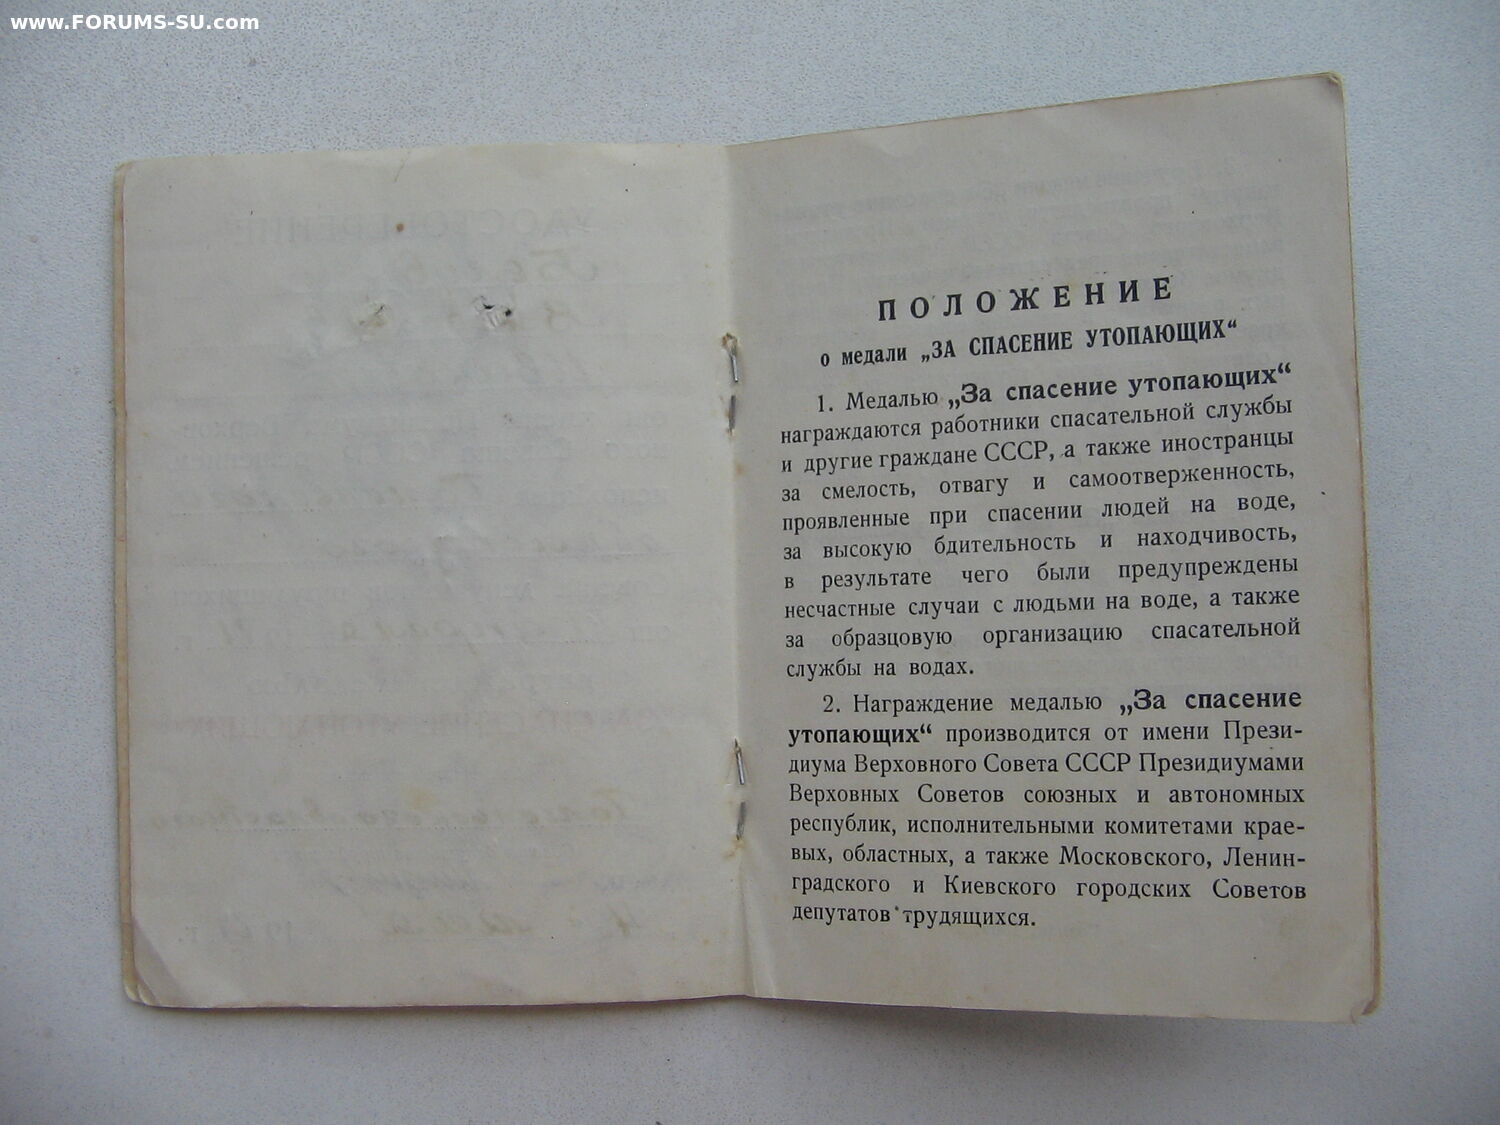 www.FORUMS-SU.com
ПОЛОЖЕНИЕ
о медали „ЗА СПАСЕНИЕ УТОПАЮЩИХ“
1. Медалью „За спасение утопающих“
награждаются работники спасательной службы
и другие граждане СССР, а также иностранцы
за смелость, отвагу и самоотверженность,
проявленные при спасении людей на воде,
за высокую бдительность и находчивость,
в результате чего были предупреждены
несчастные случаи с людьми на воде, а также
за образцовую организацию спасательной
службы на водах.
2. Награждение медалью „За спасение
утопающих“ производится от имени Прези-
диума Верховного Совета СССР Президиумами
Верховных Советов союзных и автономных
республик, исполнительными комитетами крае-
вых, областных, а также Московского, Ленин-
градского и Киевского городских Советов
депутатов трудящихся.